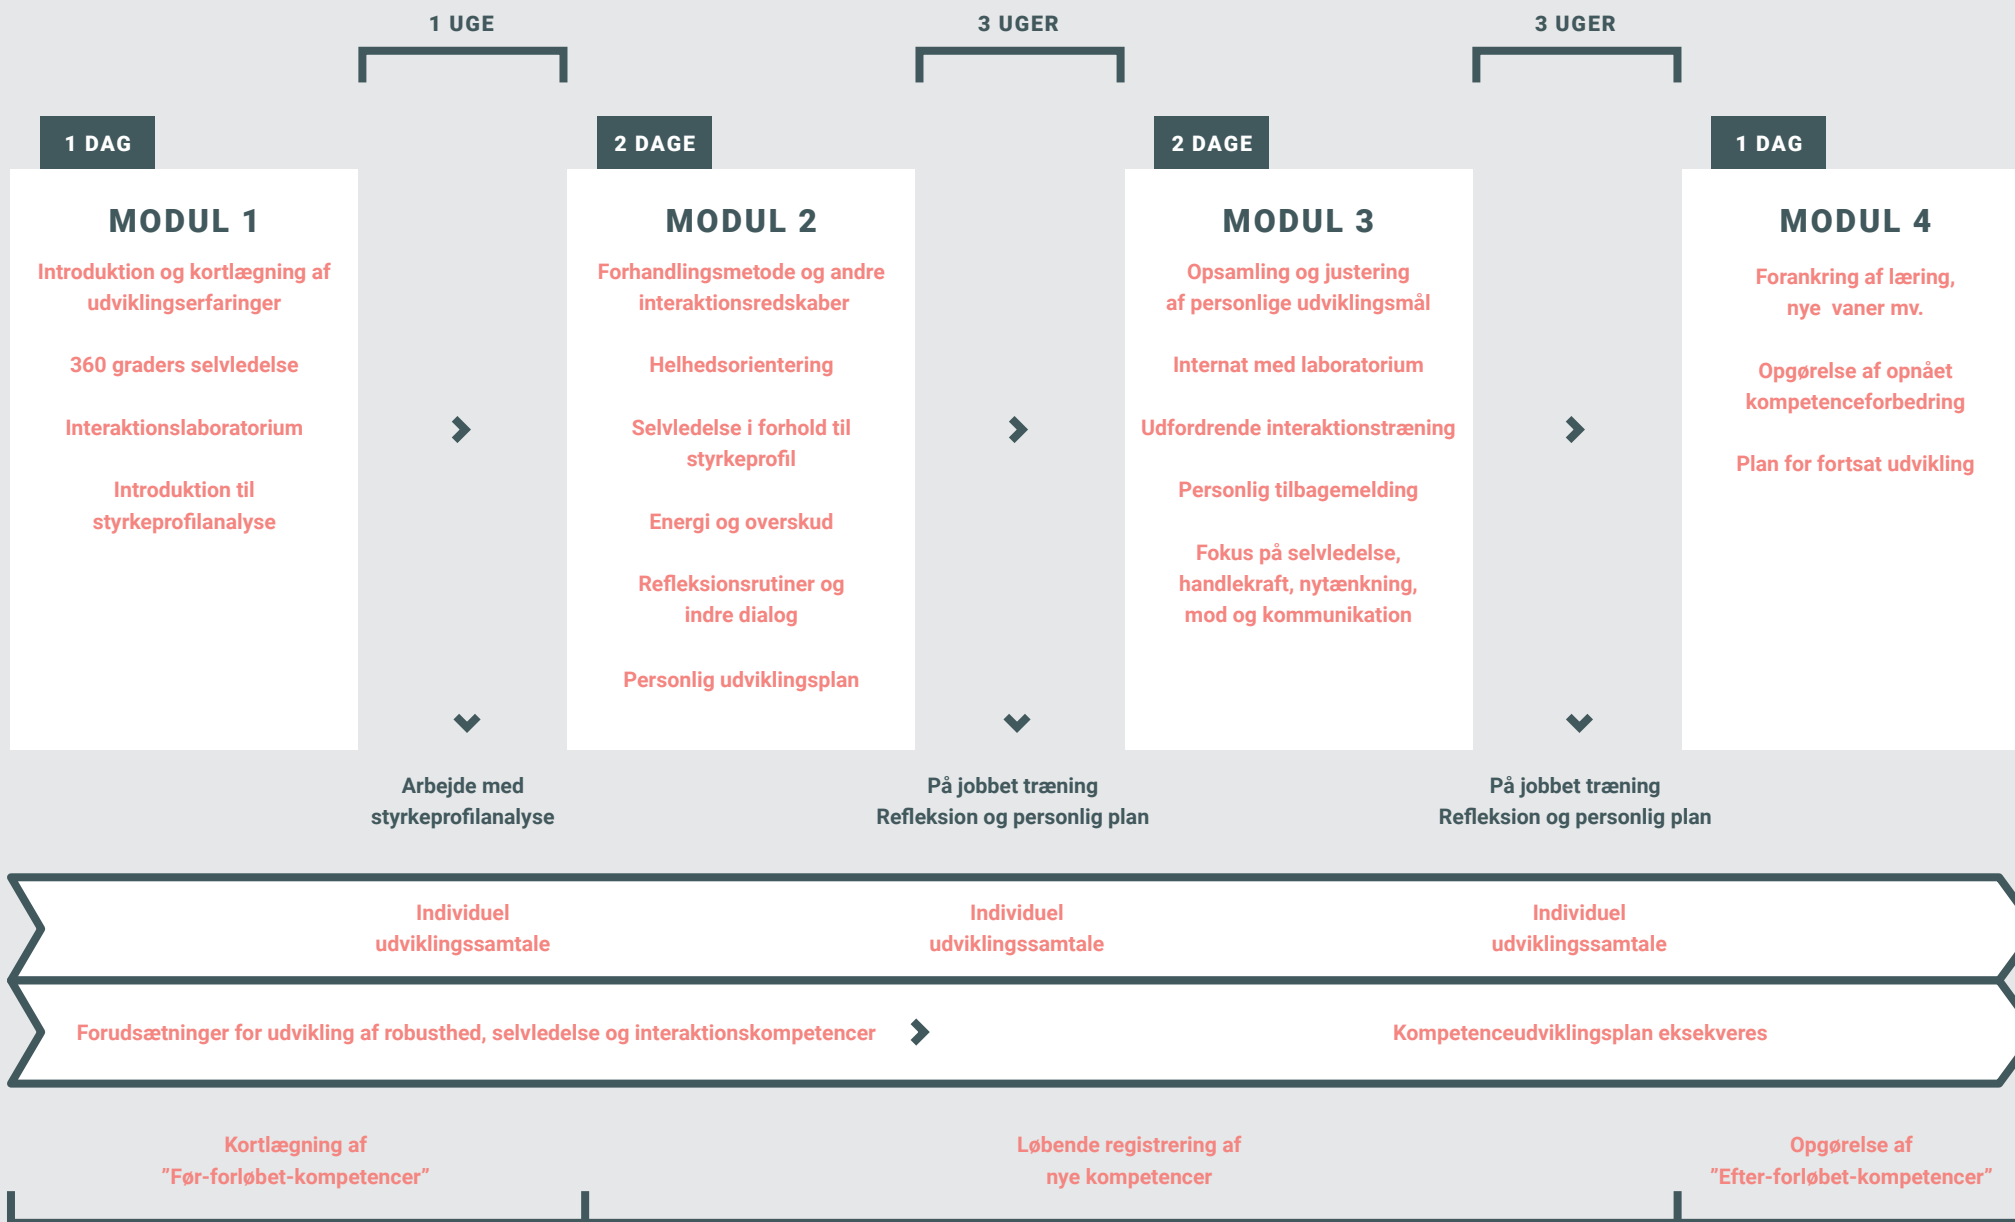 1 UGE
3 UGER
3 UGER
1 DAG
2 DAGE
2 DAGE
1 DAG
MODUL 1
Introduktion og kortlægning af
udviklingserfaringer
360 graders selvledelse
Interaktionslaboratorium
Introduktion til
styrkeprofilanalyse
MODUL 2
Forhandlingsmetode og andre
interaktionsredskaber
Helhedsorientering
Selvledelse i forhold til
styrkeprofil
Energi og overskud
Refleksionsrutiner og
indre dialog
Personlig udviklingsplan
MODUL 3
Opsamling og justering
af personlige udviklingsmål
Internat med laboratorium
Udfordrende interaktionstræning
Personlig tilbagemelding
Fokus på selvledelse,
handlekraft, nytænkning,
mod og kommunikation
MODUL 4
Forankring af læring,
nye  vaner mv.
Opgørelse af opnået
kompetenceforbedring
Plan for fortsat udvikling
Arbejde med
styrkeprofilanalyse
På jobbet træning
Refleksion og personlig plan
På jobbet træning
Refleksion og personlig plan
Individuel
udviklingssamtale
Individuel
udviklingssamtale
Individuel
udviklingssamtale
Forudsætninger for udvikling af robusthed, selvledelse og interaktionskompetencer
Kompetenceudviklingsplan eksekveres
Kortlægning af
”Før-forløbet-kompetencer”
Løbende registrering af
nye kompetencer
Opgørelse af
”Efter-forløbet-kompetencer”